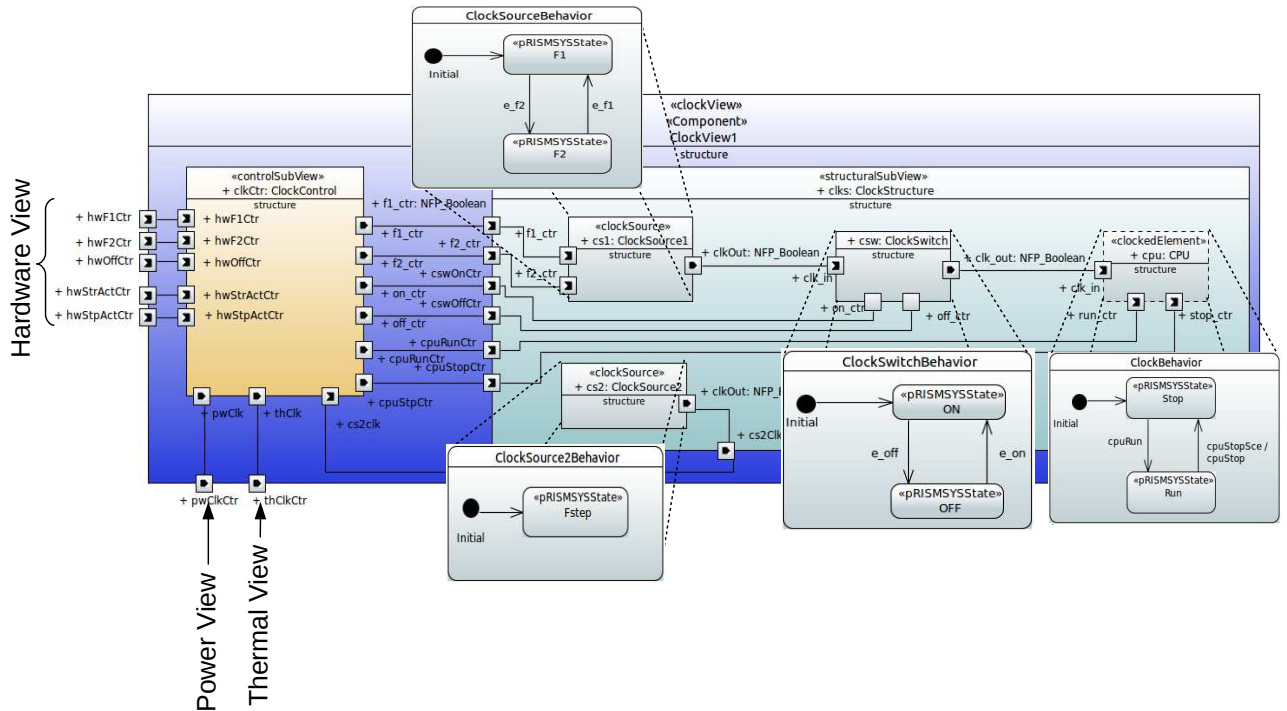 ClockSourceBehavior
«pRISMSYSState»
F1
Initial
e_f2
e_f1
«pRISMSYSState»
F2
«clockView»
«Component»
ClockView1
structure
«controlSubView»
+ clkCtr: ClockControl
structure
«structuralSubView»
+ clks: ClockStructure
structure
Hardware View
+ hwF1Ctr
+ hwF2Ctr
+ hwOffCtr
+ hwStrActCtr
+ hwStpActCtr
+ hwF1Ctr
+ hwF2Ctr
+ hwOffCtr
+ hwStrActCtr
+ hwStpActCtr
+ f1_ctr: NFP_Boolean
+ f1_ctr
+ f2_ctr
+ f2_ctr
+ cswOnCtr
+ on_ctr
+ cswOffCtr
+ off_ctr
+ cpuRunCtr
+ cpuStopCtr
+ cpuStpCtr
+ f1_ctr
+ f2_ctr
«clockSource»
+ cs1: ClockSource1
structure
+ clkOut: NFP_Boolean
+ csw: ClockSwitch
structure
+ clk_in
+ on_ctr
+ off_ctr
+ clk_out: NFP_Boolean
«clockedElement»
+ cpu: CPU
structure
+ clk_in
+ run_ctr
+ stop_ctr
«clockSource»
+ cs2: ClockSource2
structure
+ clkOut: NFP_B
+ cs2Clk
+ pwClk
+ thClk
+ cs2clk
+ pwClkCtr
+ thClkCtr
Power View
Thermal View
ClockSource2Behavior
«pRISMSYSState»
Fstep
Initial
ClockSwitchBehavior
«pRISMSYSState»
ON
Initial
e_off
e_on
«pRISMSYSState»
OFF
ClockBehavior
«pRISMSYSState»
Stop
Initial
cpuRun
cpuStopSce /
cpuStop
«pRISMSYSState»
Run